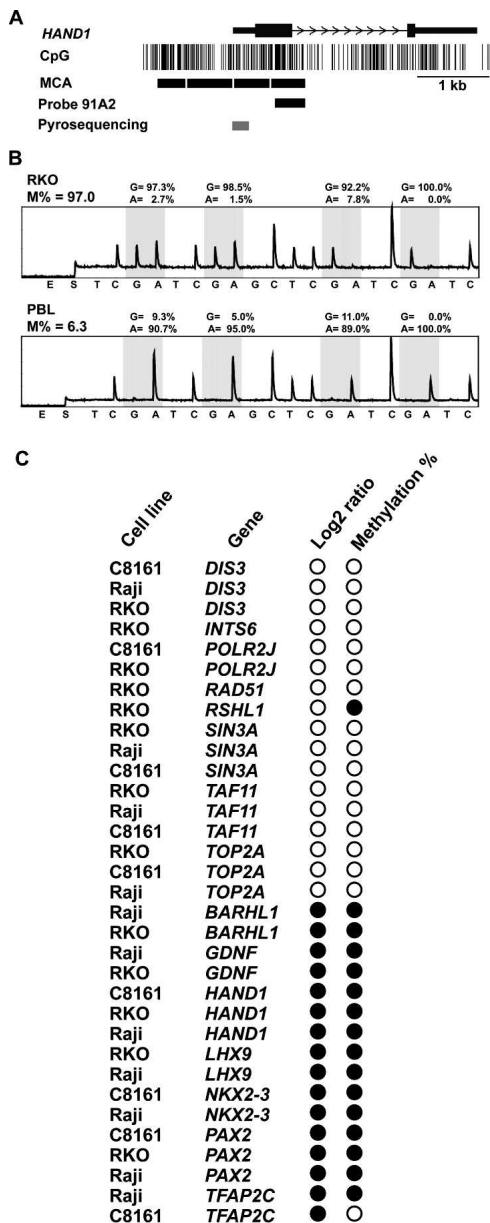 A
HAND1
CpG
MCA
1 kb
Probe 91A2
Pyrosequencing
B
RKO
M% = 97.0
G= 97.3% G= 98.5% G= 92.2% G= 100.0%
A= 2.7% A= 1.5% A= 7.8% A= 0.0%
E S T C G A T C G A G C T C G A T C G A T C
PBL
M% = 6.3
G= 9.3% G= 5.0% G= 11.0% G= 0.0%
A= 90.7% A= 95.0% A= 89.0% A= 100.0%
E S T C G A T C G A G C T C G A T C G A T C
C
Cell line Gene Log2 ratio Methylation %
C8161 DIS3
Raji DIS3
RKO DIS3
RKO INTS6
C8161 POLR2J
RKO POLR2J
RKO RAD51
RKO RSHL1
RKO SIN3A
Raji SIN3A
C8161 SIN3A
RKO TAF11
Raji TAF11
C8161 TAF11
RKO TOP2A
C8161 TOP2A
Raji TOP2A
Raji BARHL1
RKO BARHL1
Raji GDNF
RKO GDNF
C8161 HAND1
RKO HAND1
Raji HAND1
RKO LHX9
Raji LHX9
C8161 NKX2-3
Raji NKX2-3
C8161 PAX2
RKO PAX2
Raji PAX2
Raji TFAP2C
C8161 TFAP2C